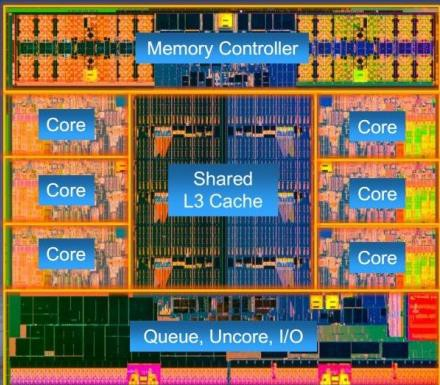 Memory Controller
Core
Core
Shared
L3 Cache
Core
Core
Core
Core
Queue, Uncore, I/O